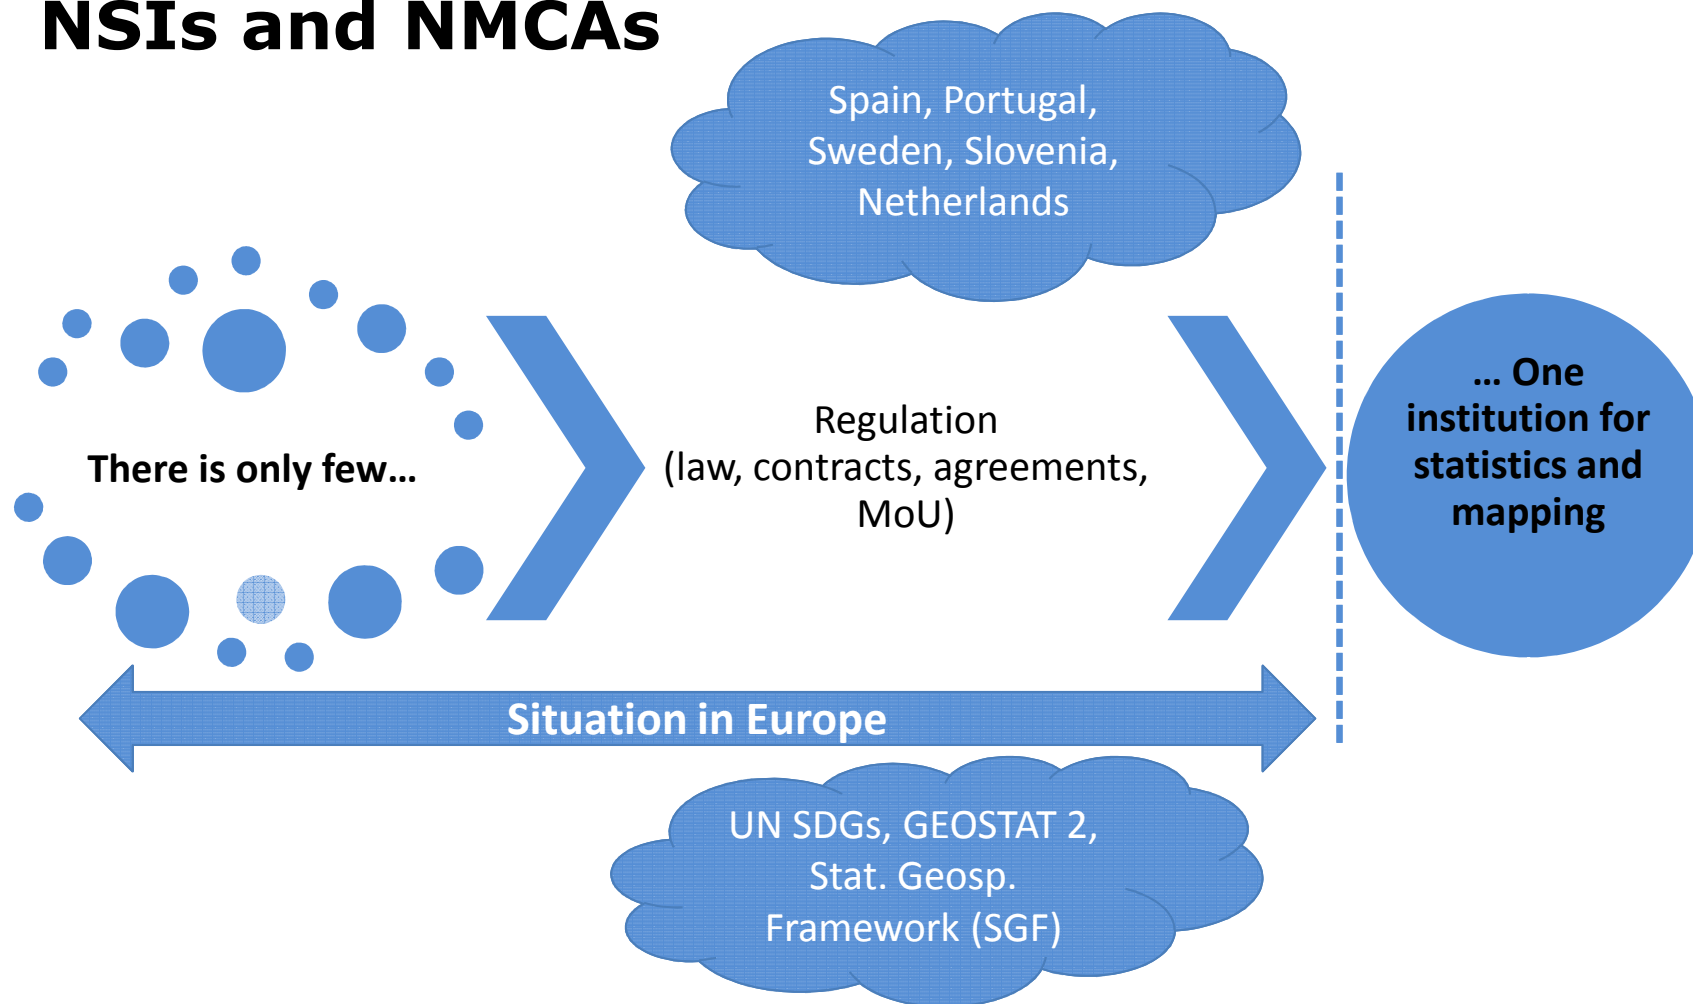 NSIs and NMCAs
Spain, Portugal,
Sweden, Slovenia,
Netherlands
There is only few...
Regulation
(law, contracts, agreements,
MoU)
... One
institution for
statistics and
mapping
Situation in Europe
UN SDGs, GEOSTAT 2,
Stat. Geosp.
Framework (SGF)